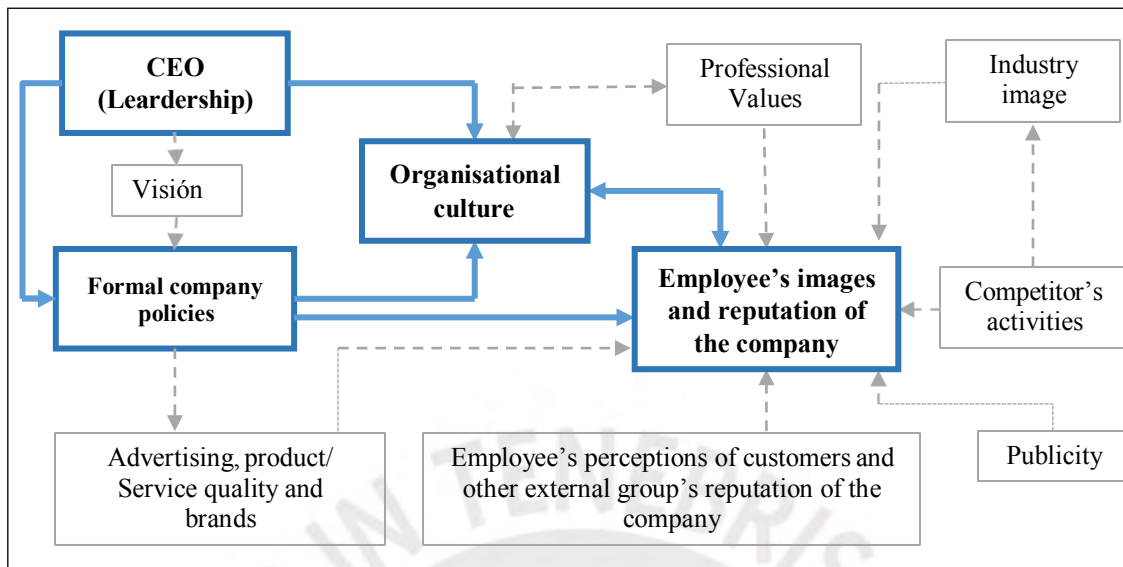 CEO
(Leardership)
Professional
Values
Industry
image
Visión
Organisational
culture
Formal company
policies
Employee's images
and reputation of
the company
Competitor's
activities
Advertising, product/
Service quality and
brands
Employee's perceptions of customers and
other external group's reputation of the
company
Publicity
IN TENEBRIS